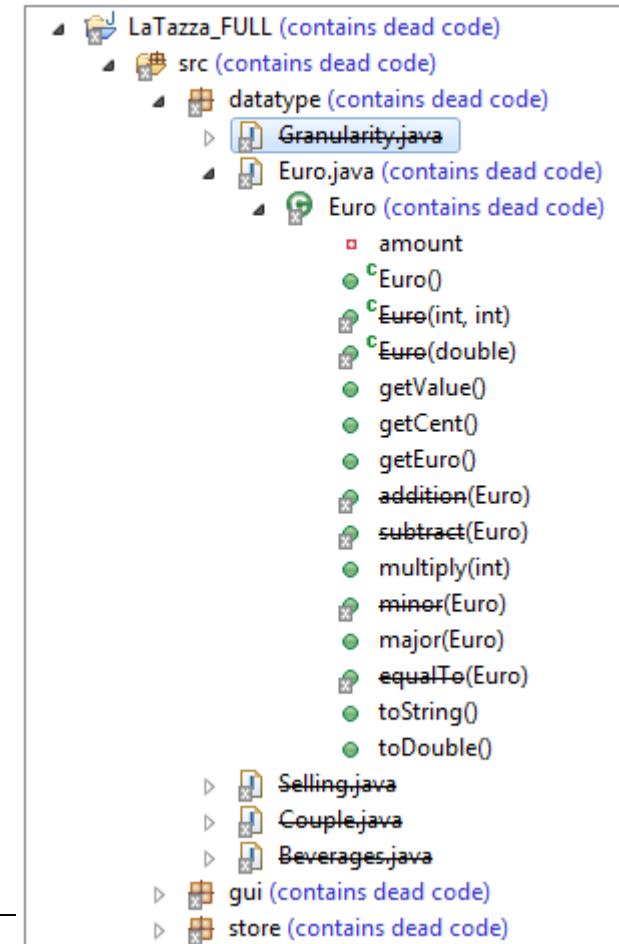 LaTazza_FULL (contains dead code)
src (contains dead code)
datatype (contains dead code)
Granularity.java
Euro.java (contains dead code)
Euro (contains dead code)
amount
C Euro()
C Euro(int, int)
C Euro(double)
getValue()
getCent()
getEuro()
addition(Euro)
subtract(Euro)
multiply(int)
minor(Euro)
major(Euro)
equalTo(Euro)
toString()
toDouble()
Selling.java
Couple.java
Beverages.java
gui (contains dead code)
store (contains dead code)